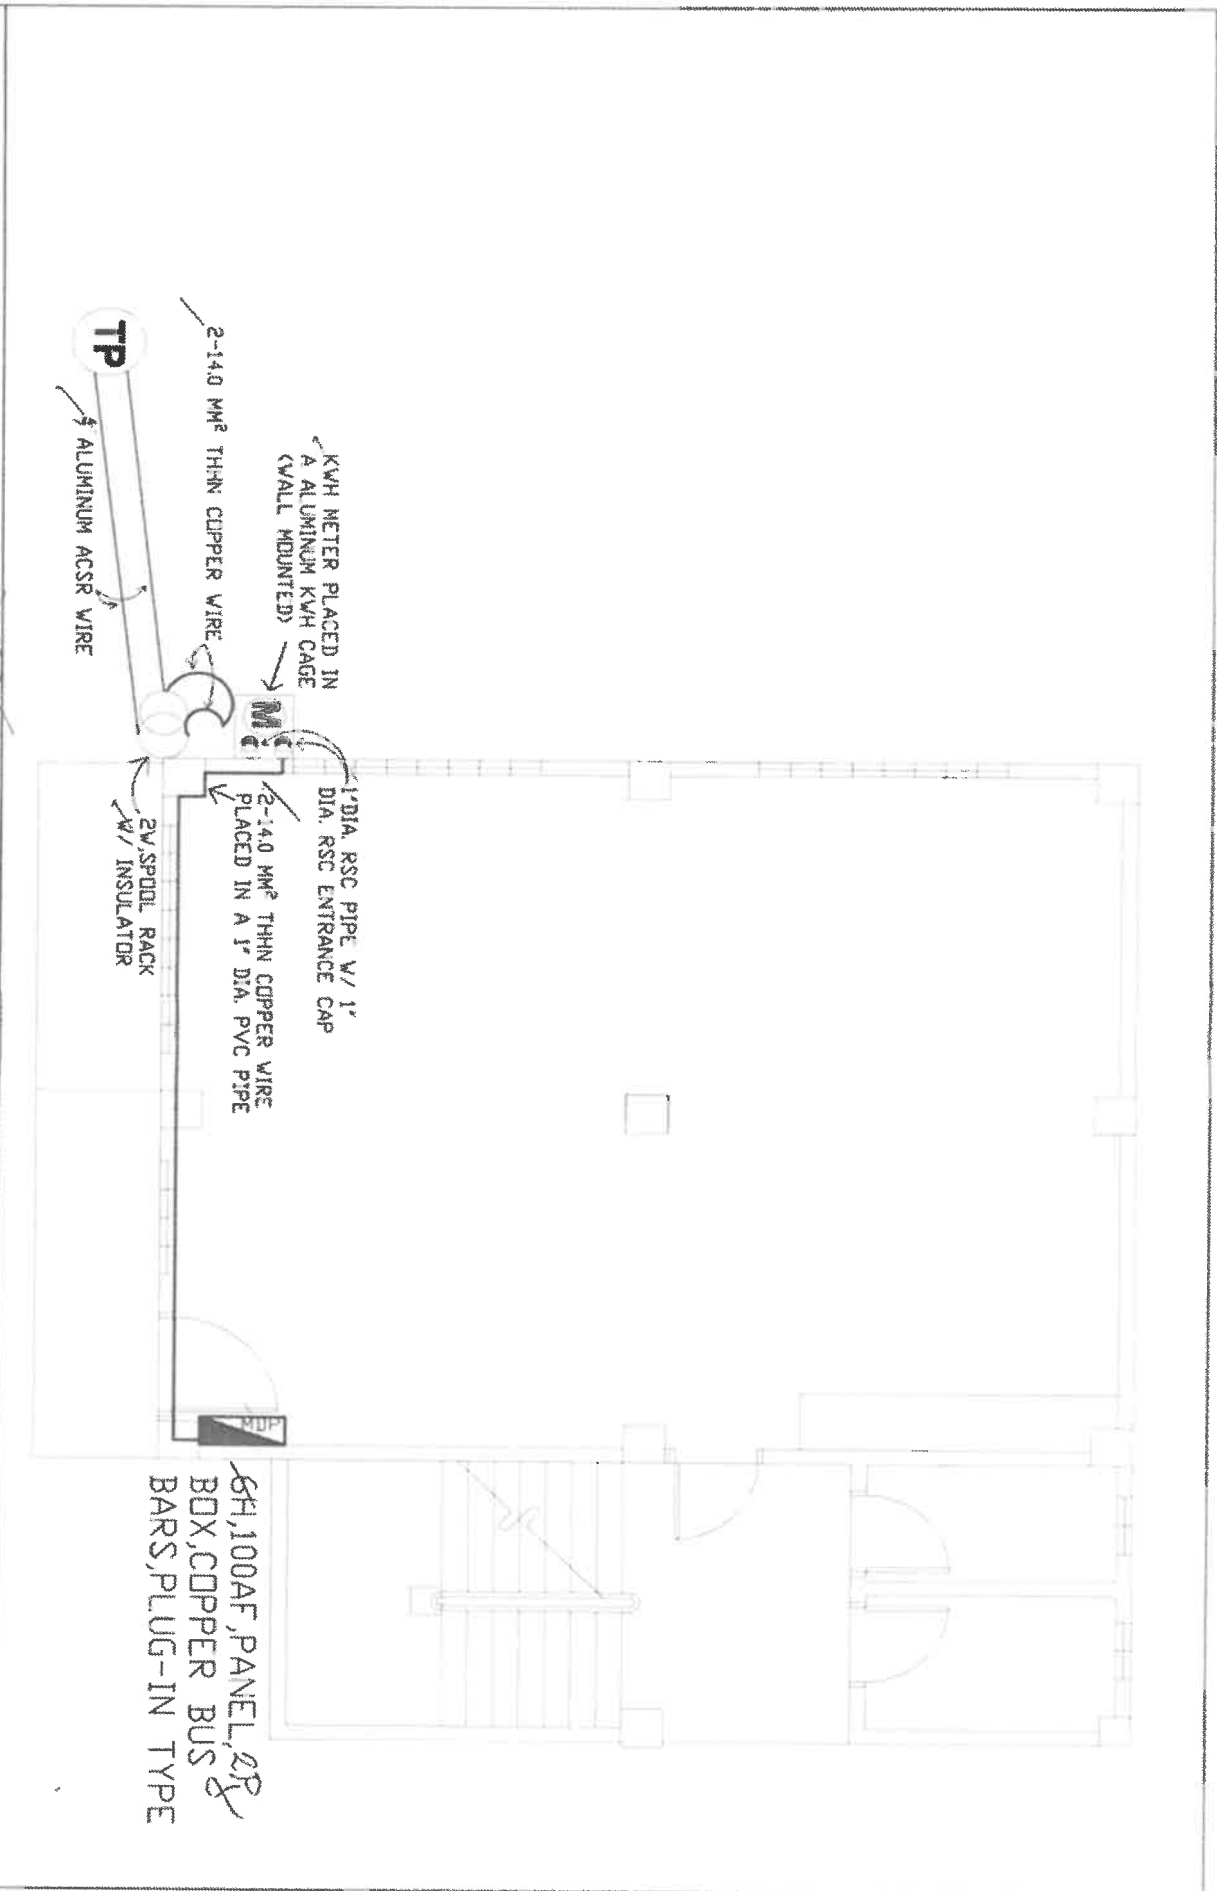 KWH METER PLACED IN
A ALUMINUM KWH CAGE
(WALL MOUNTED)
2-14.0 MM² THHN COPPER WIRE
TP
ALUMINUM ACSR WIRE
M
1"DIA. RSC PIPE W/ 1"
DIA. RSC ENTRANCE CAP
2-14.0 MM² THHN COPPER WIRE
PLACED IN A 1" DIA. PVC PIPE
2W,SPOOL RACK
W/ INSULATOR
MDP
6H,100AF,PANEL,2P
BOX,COPPER BUS &
BARS,PLUG-IN TYPE